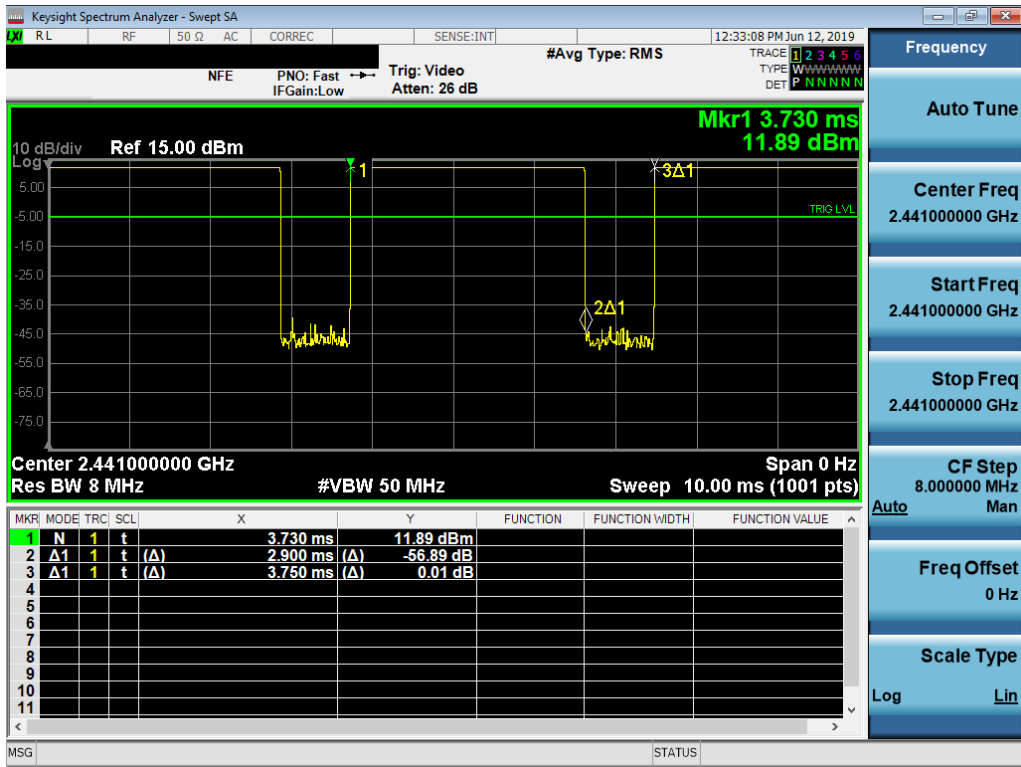 Keysight Spectrum Analyzer - Swept SA
LXI RL RF 50 Ω AC CORREC SENSE:INT 12:33:08 PM Jun 12, 2019
#Avg Type: RMS TRACE 1 2 3 4 5 6
NFE PNO: Fast Trig: Video TYPE WWWWWW
IFGain:Low Atten: 26 dB DET P N N N N N
Mkr1 3.730 ms
11.89 dBm
10 dB/div Ref 15.00 dBm
Log
1
3Δ1
5.00
-5.00
TRIG LVL
-15.0
-25.0
-35.0
2Δ1
-45.0
-55.0
-65.0
-75.0
Center 2.441000000 GHz Span 0 Hz
Res BW 8 MHz #VBW 50 MHz Sweep 10.00 ms (1001 pts)
MKR MODE TRC SCL X Y FUNCTION FUNCTION WIDTH FUNCTION VALUE
1 N 1 t 3.730 ms 11.89 dBm
2 Δ1 1 t (Δ) 2.900 ms (Δ) -56.89 dB
3 Δ1 1 t (Δ) 3.750 ms (Δ) 0.01 dB
4
5
6
7
8
9
10
11
MSG STATUS
Frequency
Auto Tune
Center Freq
2.441000000 GHz
Start Freq
2.441000000 GHz
Stop Freq
2.441000000 GHz
CF Step
8.000000 MHz
Auto Man
Freq Offset
0 Hz
Scale Type
Log Lin